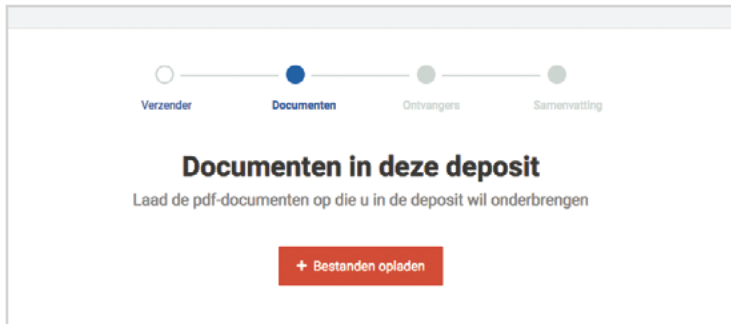 Verzender Documenten Ontvangers Samenvatting
Documenten in deze deposit
Laad de pdf-documenten op die u in de deposit wil onderbrengen
+ Bestanden opladen